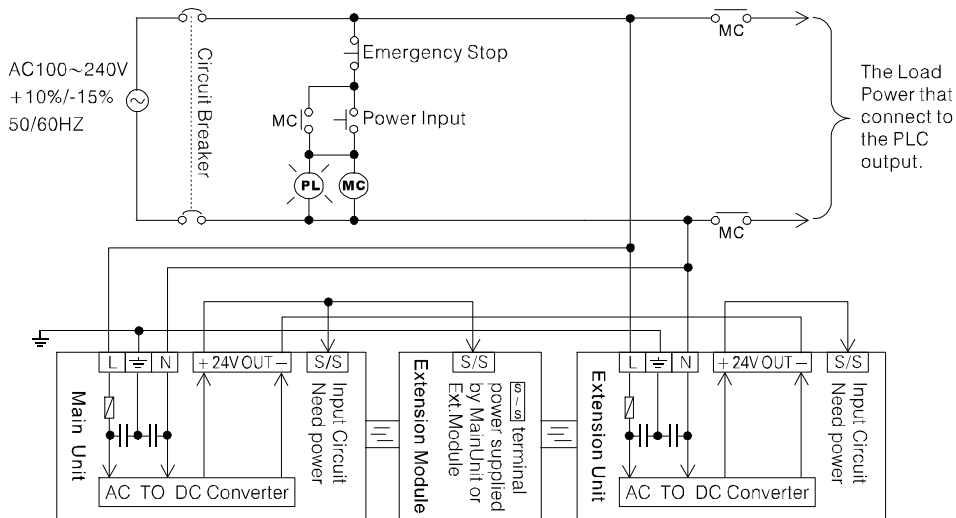 AC100~240V
+10%/-15%
50/60HZ
Circuit Breaker
Emergency Stop
MC
Power Input
PL
MC
MC
MC
The Load
Power that
connect to
the PLC
output.
L
N
+ 24V OUT −
S/S
S/S
L
N
+ 24V OUT −
S/S
Main Unit
Input Circuit
Need power
AC TO DC Converter
Extension Module
S/S terminal
power supplied
by MainUnit or
Ext.Module
Extension Unit
Input Circuit
Need power
AC TO DC Converter